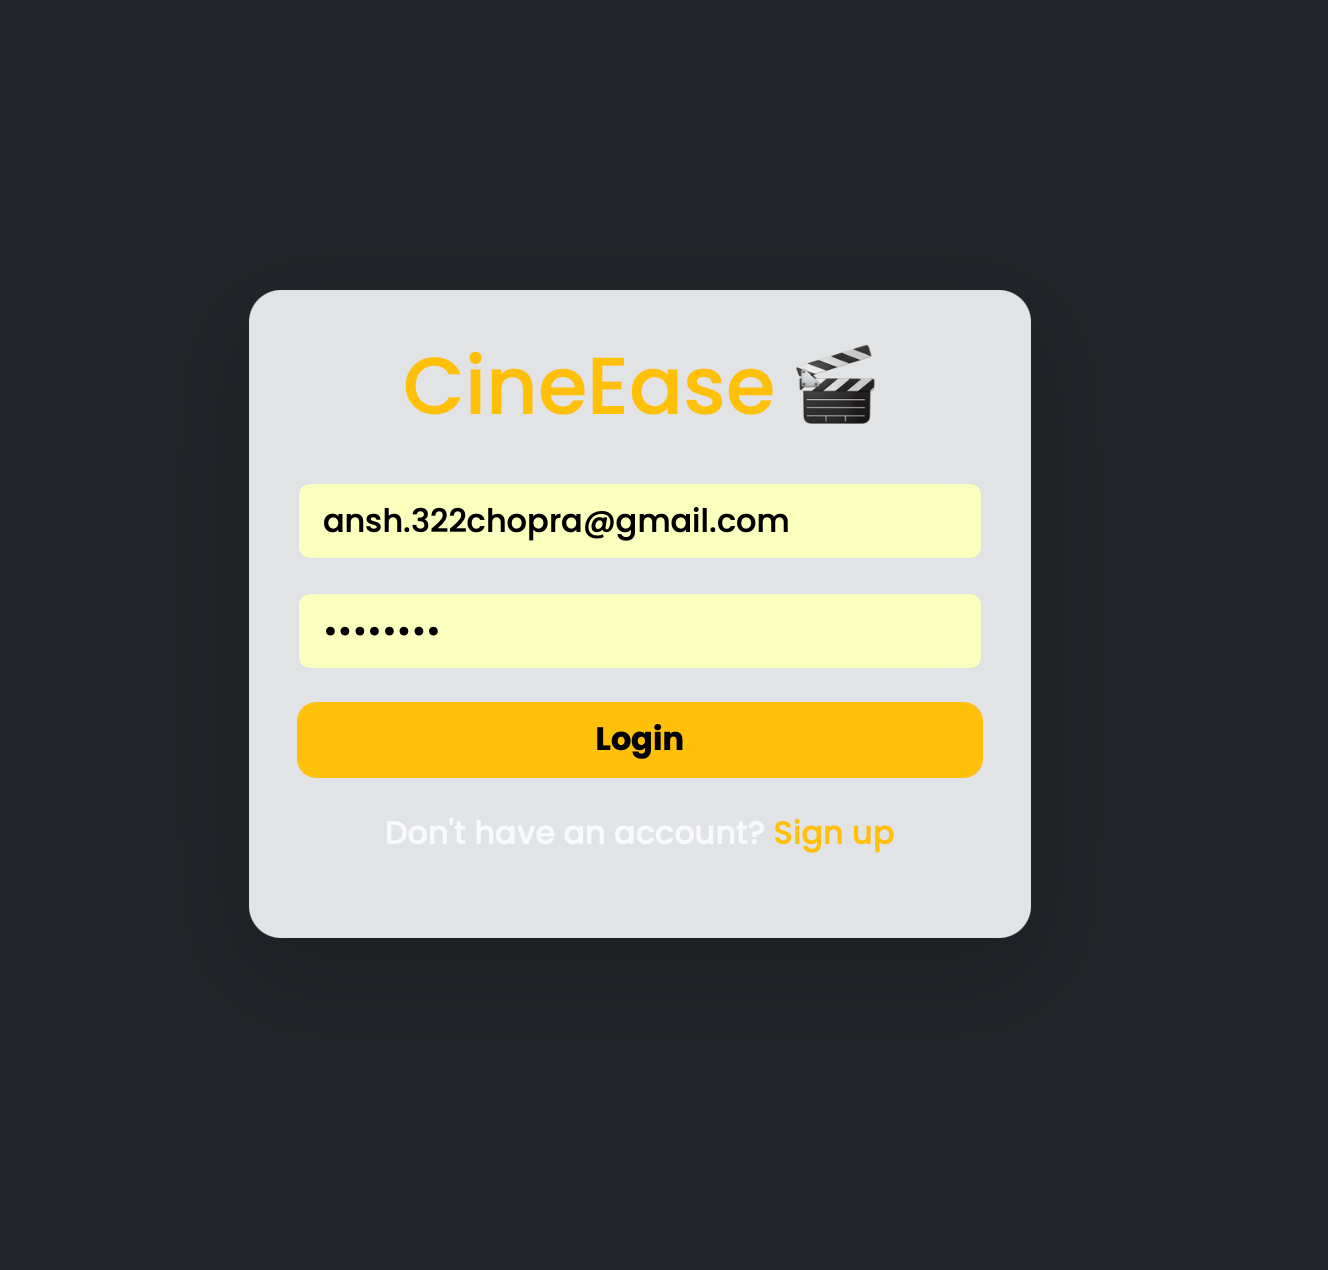 CineEase 🎬
ansh.322chopra@gmail.com
••••••••
Login
Don't have an account? Sign up